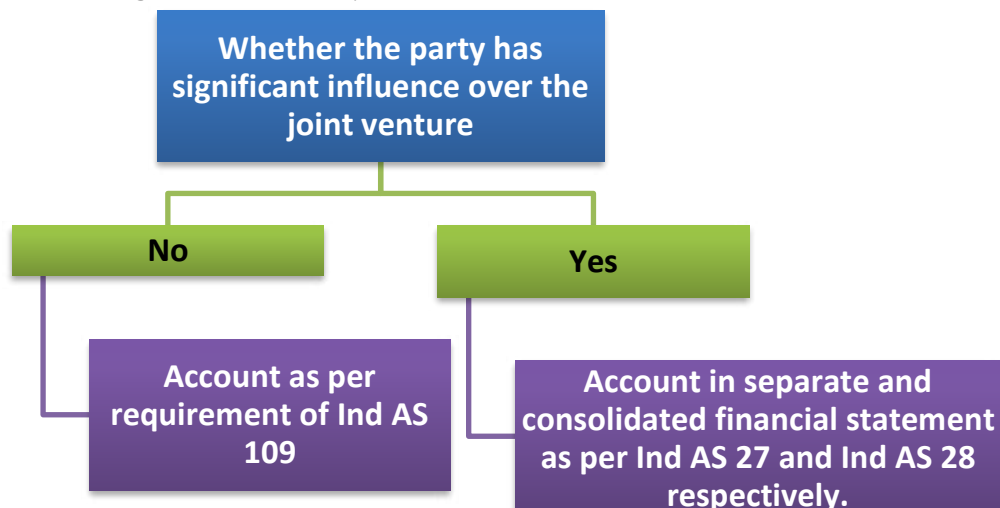 Whether the party has
significant influence over the
joint venture
No
Yes
Account as per
requirement of Ind AS
109
Account in separate and
consolidated financial statement
as per Ind AS 27 and Ind AS 28
respectively.